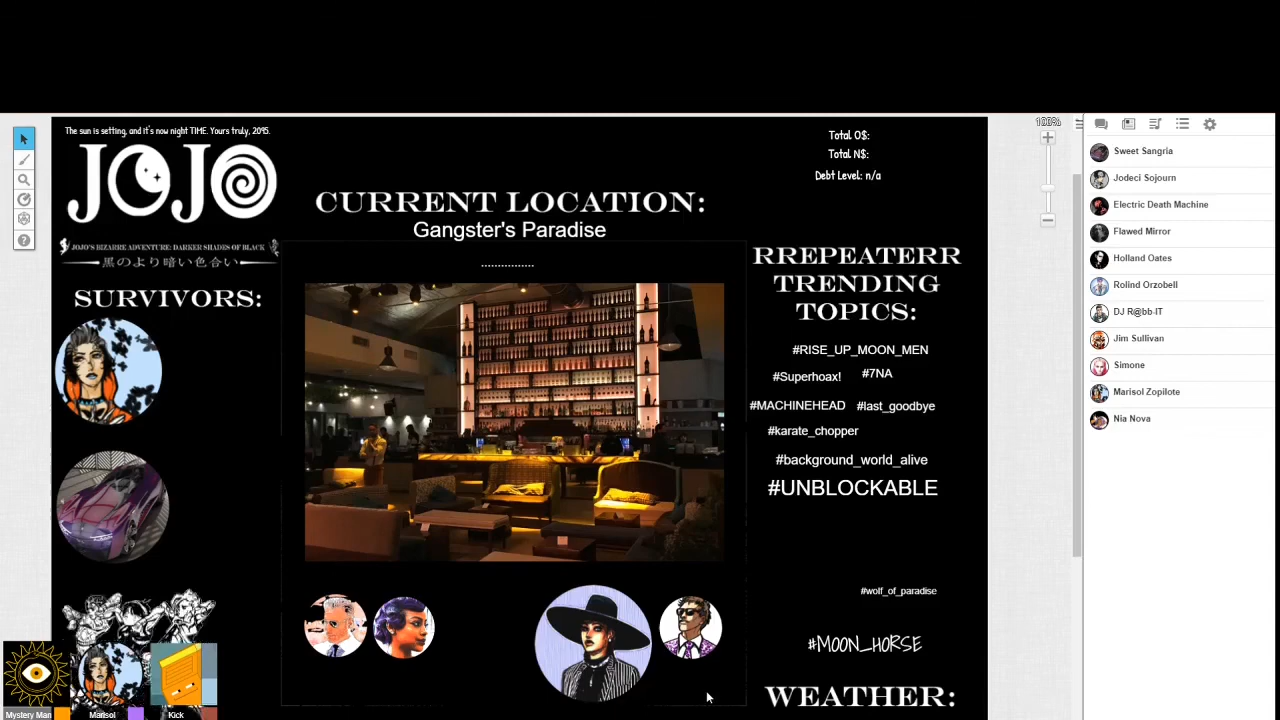 The sun is setting, and it's now night TIME. Yours truly, 2095.
JOJO
JOJO'S BIZARRE ADVENTURE: DARKER SHADES OF BLACK
黒のより暗い色合い
SURVIVORS:
CURRENT LOCATION:
Gangster's Paradise
...............
Total O$:
Total N$:
Debt Level: n/a
RREPEATERR
TRENDING
TOPICS:
#RISE_UP_MOON_MEN
#Superhoax! #7NA
#MACHINEHEAD #last_goodbye
#karate_chopper
#background_world_alive
#UNBLOCKABLE
#wolf_of_paradise
#MOON_HORSE
WEATHER:
100%
Sweet Sangria
Jodeci Sojourn
Electric Death Machine
Flawed Mirror
Holland Oates
Rolind Orzobell
DJ R@bb-IT
Jim Sullivan
Simone
Marisol Zopilote
Nia Nova
Mystery Man
Marisol
Kick